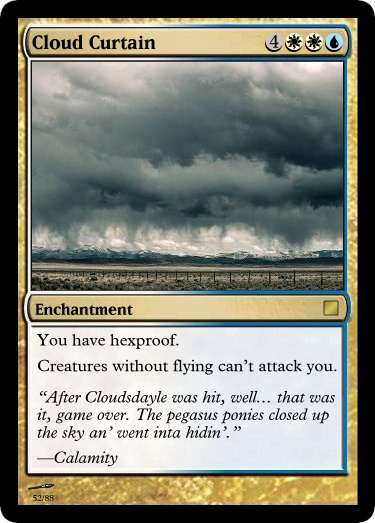 Cloud Curtain 4
Enchantment
You have hexproof.
Creatures without flying can't attack you.
“After Cloudsdayle was hit, well… that was
it, game over. The pegasus ponies closed up
the sky an' went inta hidin'.”
—Calamity
52/88